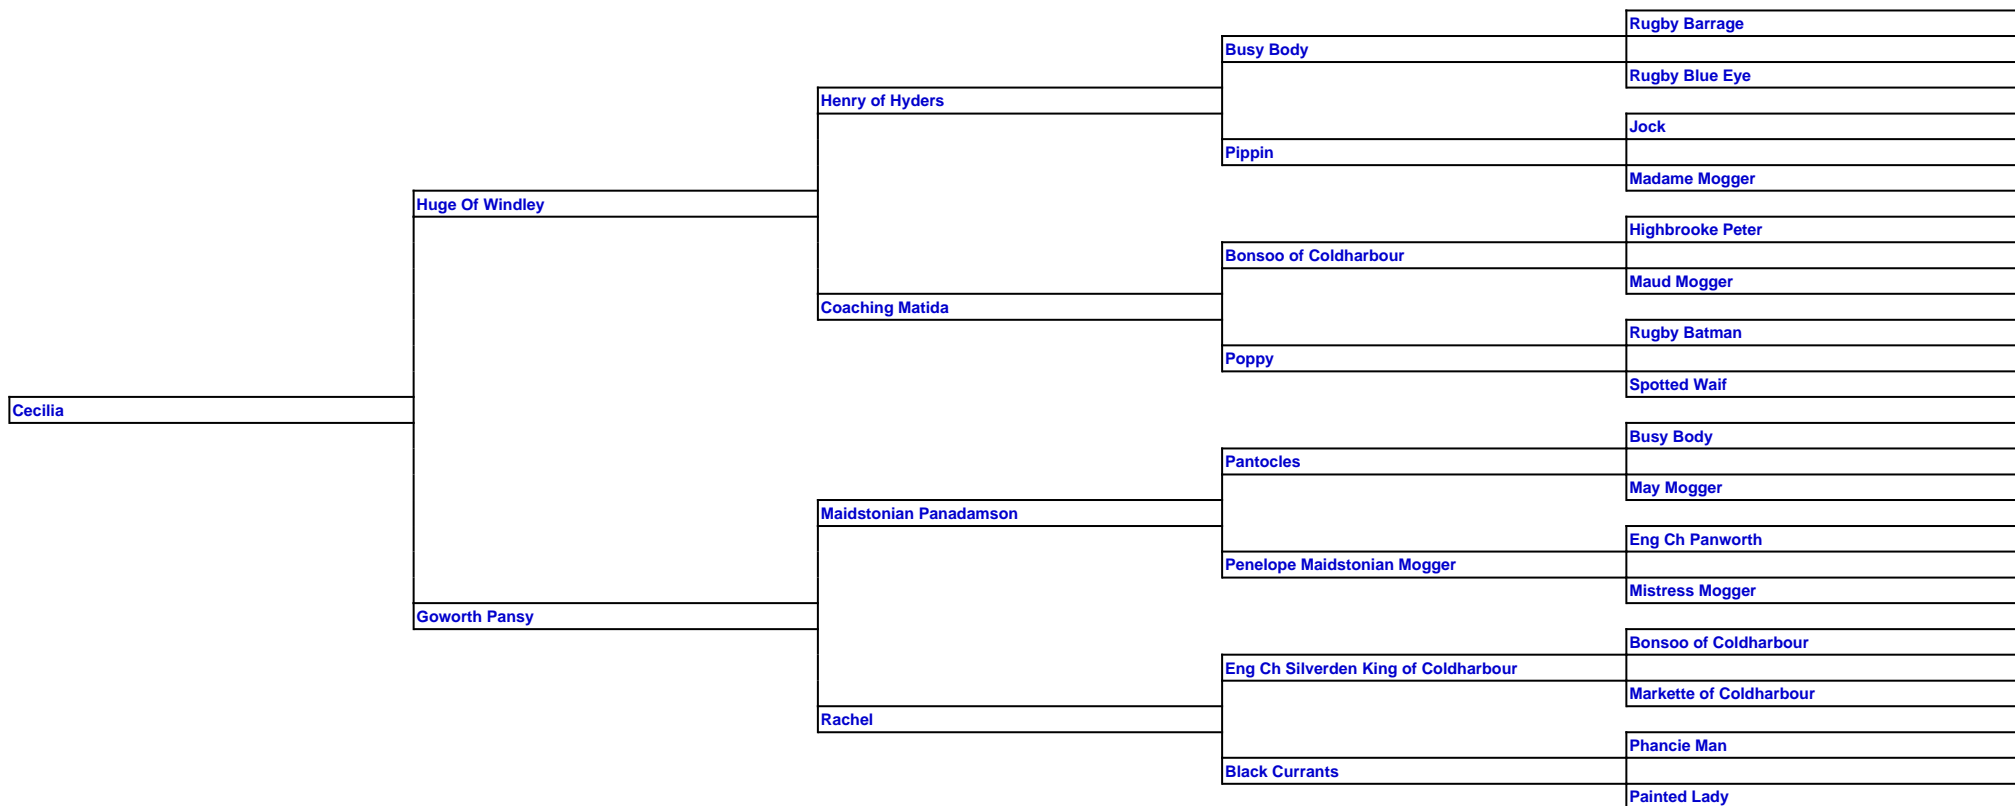 Rugby Barrage
Busy Body
Rugby Blue Eye
Henry of Hyders
Jock
Pippin
Madame Mogger
Huge Of Windley
Highbrooke Peter
Bonsoo of Coldharbour
Maud Mogger
Coaching Matida
Rugby Batman
Poppy
Spotted Waif
Cecilia
Busy Body
Pantocles
May Mogger
Maidstonian Panadamson
Eng Ch Panworth
Penelope Maidstonian Mogger
Mistress Mogger
Goworth Pansy
Bonsoo of Coldharbour
Eng Ch Silverden King of Coldharbour
Markette of Coldharbour
Rachel
Phancie Man
Black Currants
Painted Lady